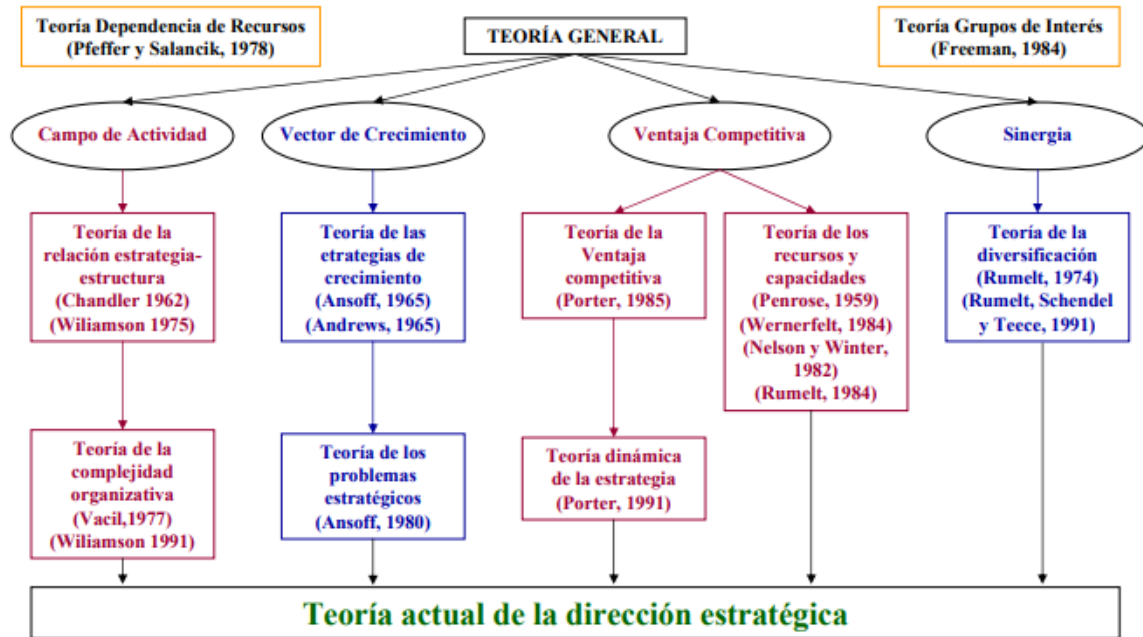 Teoría Dependencia de Recursos
(Pfeffer y Salancik, 1978)
TEORÍA GENERAL
Teoría Grupos de Interés
(Freeman, 1984)
Campo de Actividad
Vector de Crecimiento
Ventaja Competitiva
Sinergia
Teoría de la
relación estrategia-
estructura
(Chandler 1962)
(Wiliamson 1975)
Teoría de las
etrategias de
crecimiento
(Ansoff, 1965)
(Andrews, 1965)
Teoría de la
Ventaja
competitiva
(Porter, 1985)
Teoría de los
recursos y
capacidades
(Penrose, 1959)
(Wernerfelt, 1984)
(Nelson y Winter,
1982)
(Rumelt, 1984)
Teoría de la
diversificación
(Rumelt, 1974)
(Rumelt, Schendel
y Teece, 1991)
Teoría de la
complejidad
organizativa
(Vacil,1977)
(Wiliamson 1991)
Teoría de los
problemas
estratégicos
(Ansoff, 1980)
Teoría dinámica
de la estrategia
(Porter, 1991)
Teoría actual de la dirección estratégica